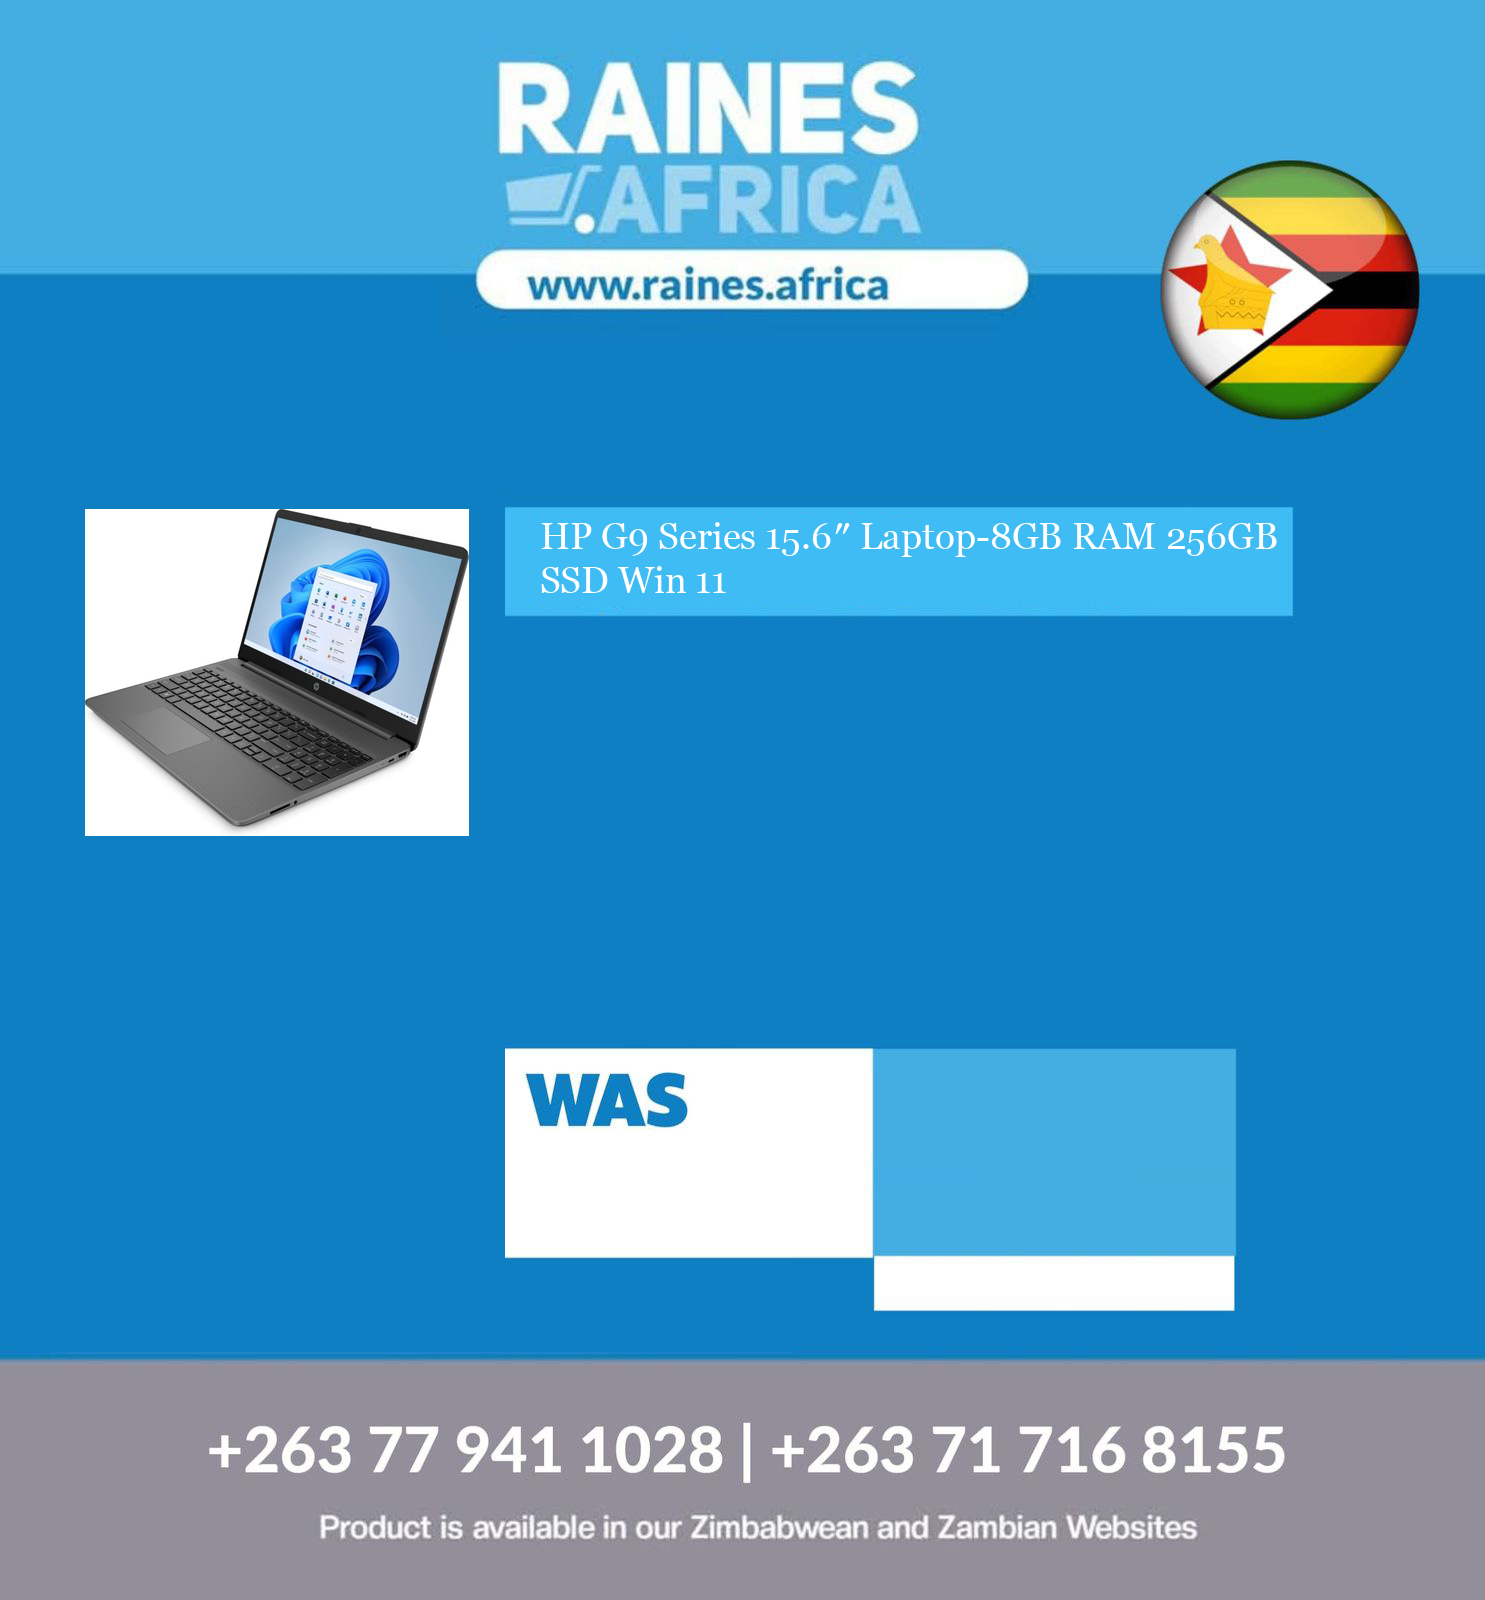 RAINES
.AFRICA
www.raines.africa
HP G9 Series 15.6″ Laptop-8GB RAM 256GB
SSD Win 11
WAS
+263 77 941 1028 | +263 71 716 8155
Product is available in our Zimbabwean and Zambian Websites